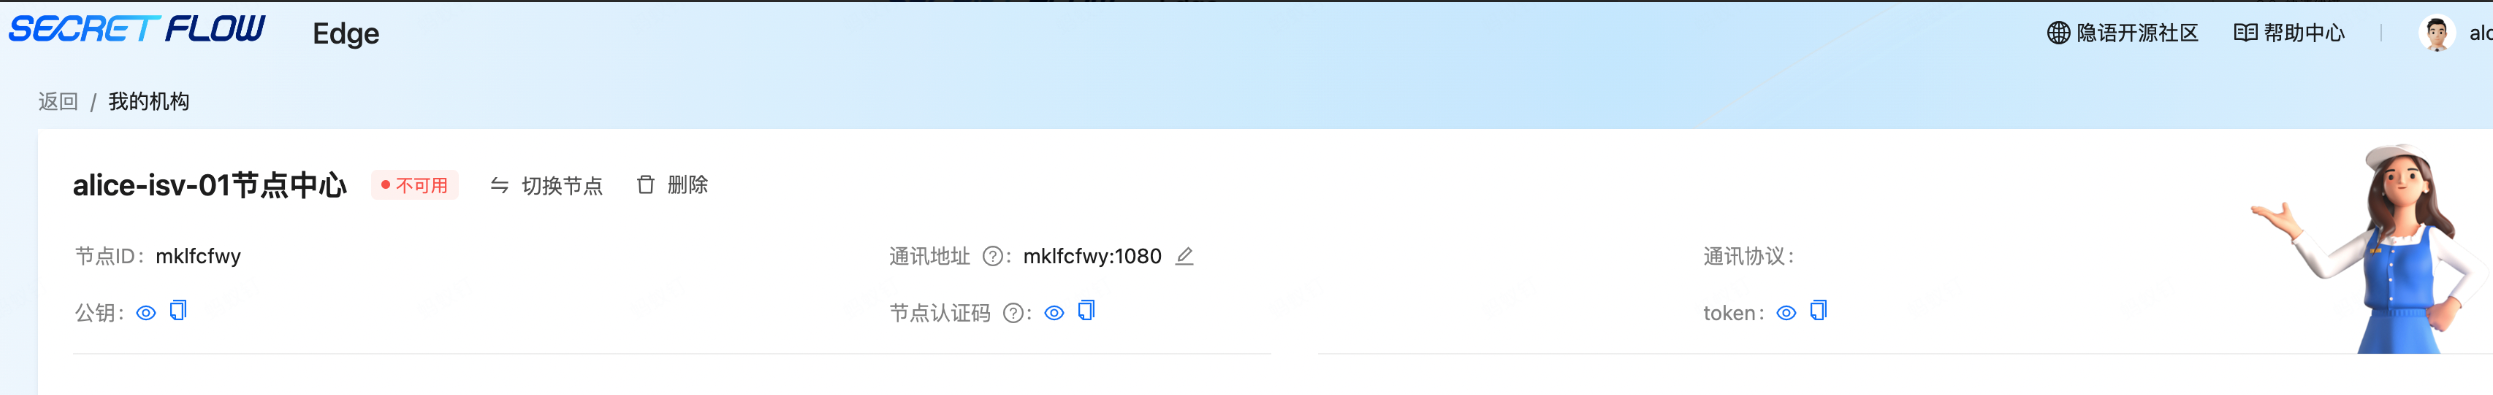 SECRET FLOW Edge 隐语开源社区 帮助中心 alc
返回 / 我的机构
alice-isv-01节点中心 不可用 切换节点 删除
节点ID: mklfcfwy 通讯地址 ?: mklfcfwy:1080 通讯协议:
公钥: 节点认证码 ?: token: